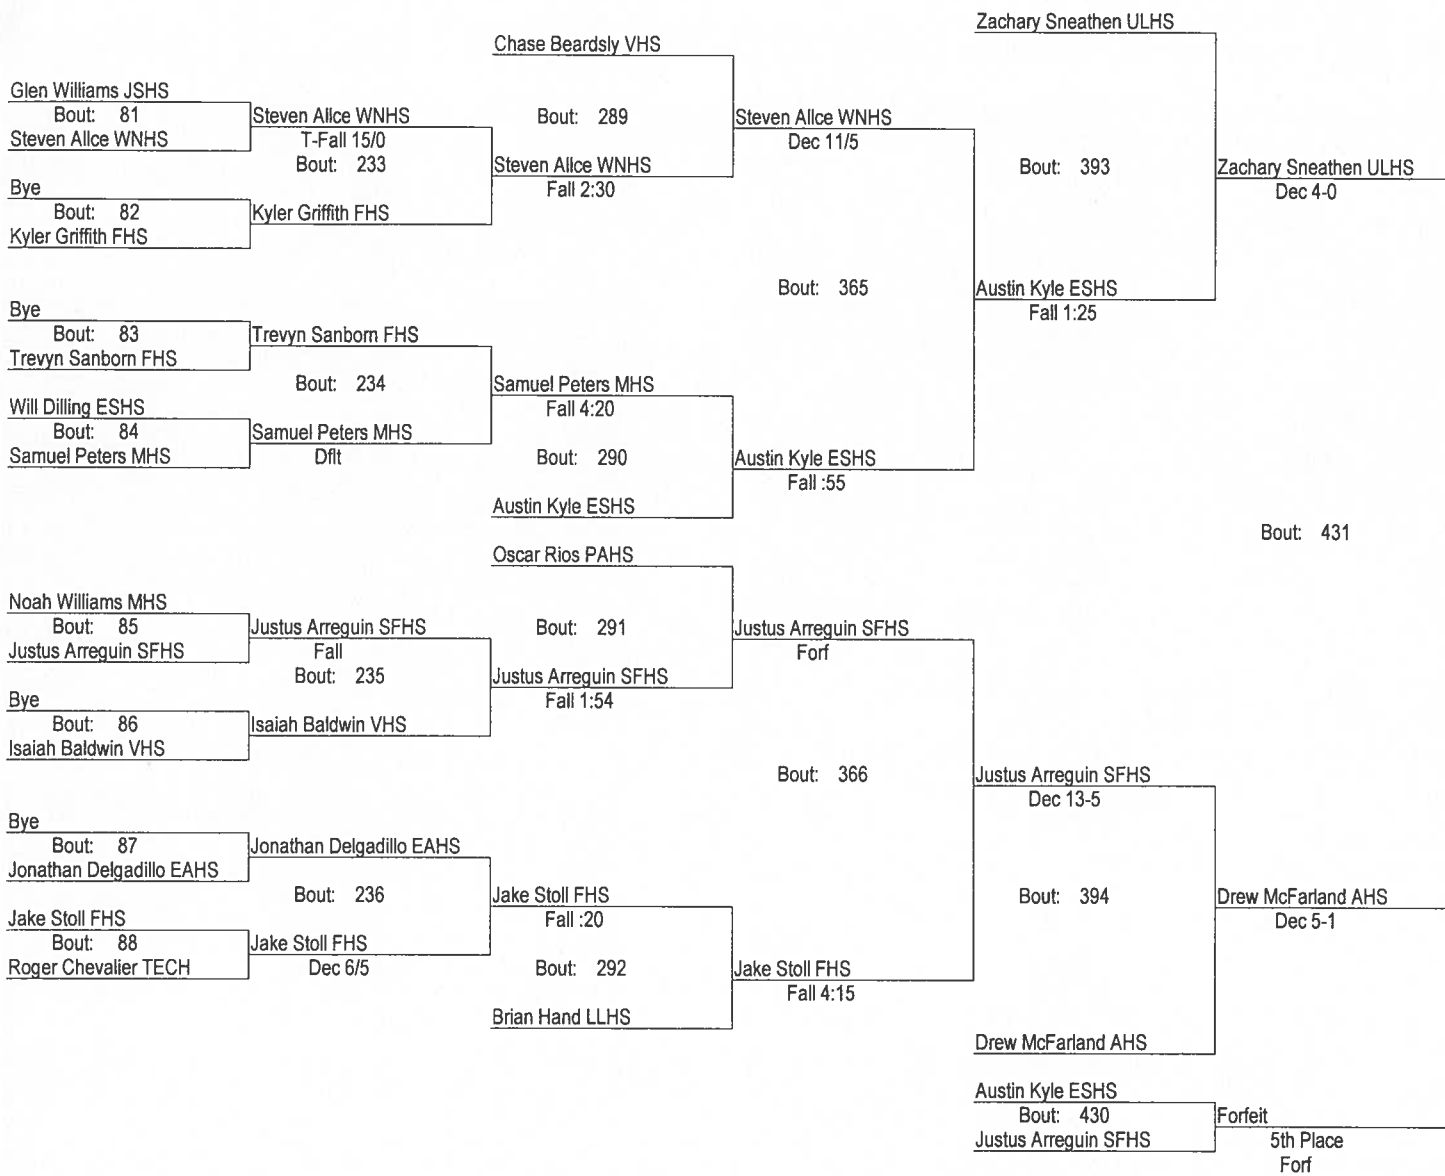 Zachary Sneathen ULHS
Chase Beardsly VHS
Glen Williams JSHS
Bout: 81
Steven Alice WNHS
Steven Alice WNHS
T-Fall 15/0
Bout: 233
Bye
Bout: 82
Kyler Griffith FHS
Kyler Griffith FHS
Bout: 289
Steven Alice WNHS
Fall 2:30
Steven Alice WNHS
Dec 11/5
Bout: 393
Zachary Sneathen ULHS
Dec 4-0
Bye
Bout: 83
Trevyn Sanborn FHS
Trevyn Sanborn FHS
Bout: 234
Will Dilling ESHS
Bout: 84
Samuel Peters MHS
Samuel Peters MHS
Dflt
Samuel Peters MHS
Fall 4:20
Bout: 290
Austin Kyle ESHS
Austin Kyle ESHS
Fall :55
Bout: 365
Austin Kyle ESHS
Fall 1:25
Bout: 431
Oscar Rios PAHS
Noah Williams MHS
Bout: 85
Justus Arreguin SFHS
Justus Arreguin SFHS
Fall
Bout: 235
Bye
Bout: 86
Isaiah Baldwin VHS
Isaiah Baldwin VHS
Bout: 291
Justus Arreguin SFHS
Fall 1:54
Justus Arreguin SFHS
Forf
Bout: 366
Justus Arreguin SFHS
Dec 13-5
Bye
Bout: 87
Jonathan Delgadillo EAHS
Jonathan Delgadillo EAHS
Bout: 236
Jake Stoll FHS
Bout: 88
Roger Chevalier TECH
Jake Stoll FHS
Dec 6/5
Jake Stoll FHS
Fall :20
Bout: 292
Brian Hand LLHS
Jake Stoll FHS
Fall 4:15
Bout: 394
Drew McFarland AHS
Dec 5-1
Drew McFarland AHS
Austin Kyle ESHS
Bout: 430
Justus Arreguin SFHS
Forfeit
5th Place
Forf